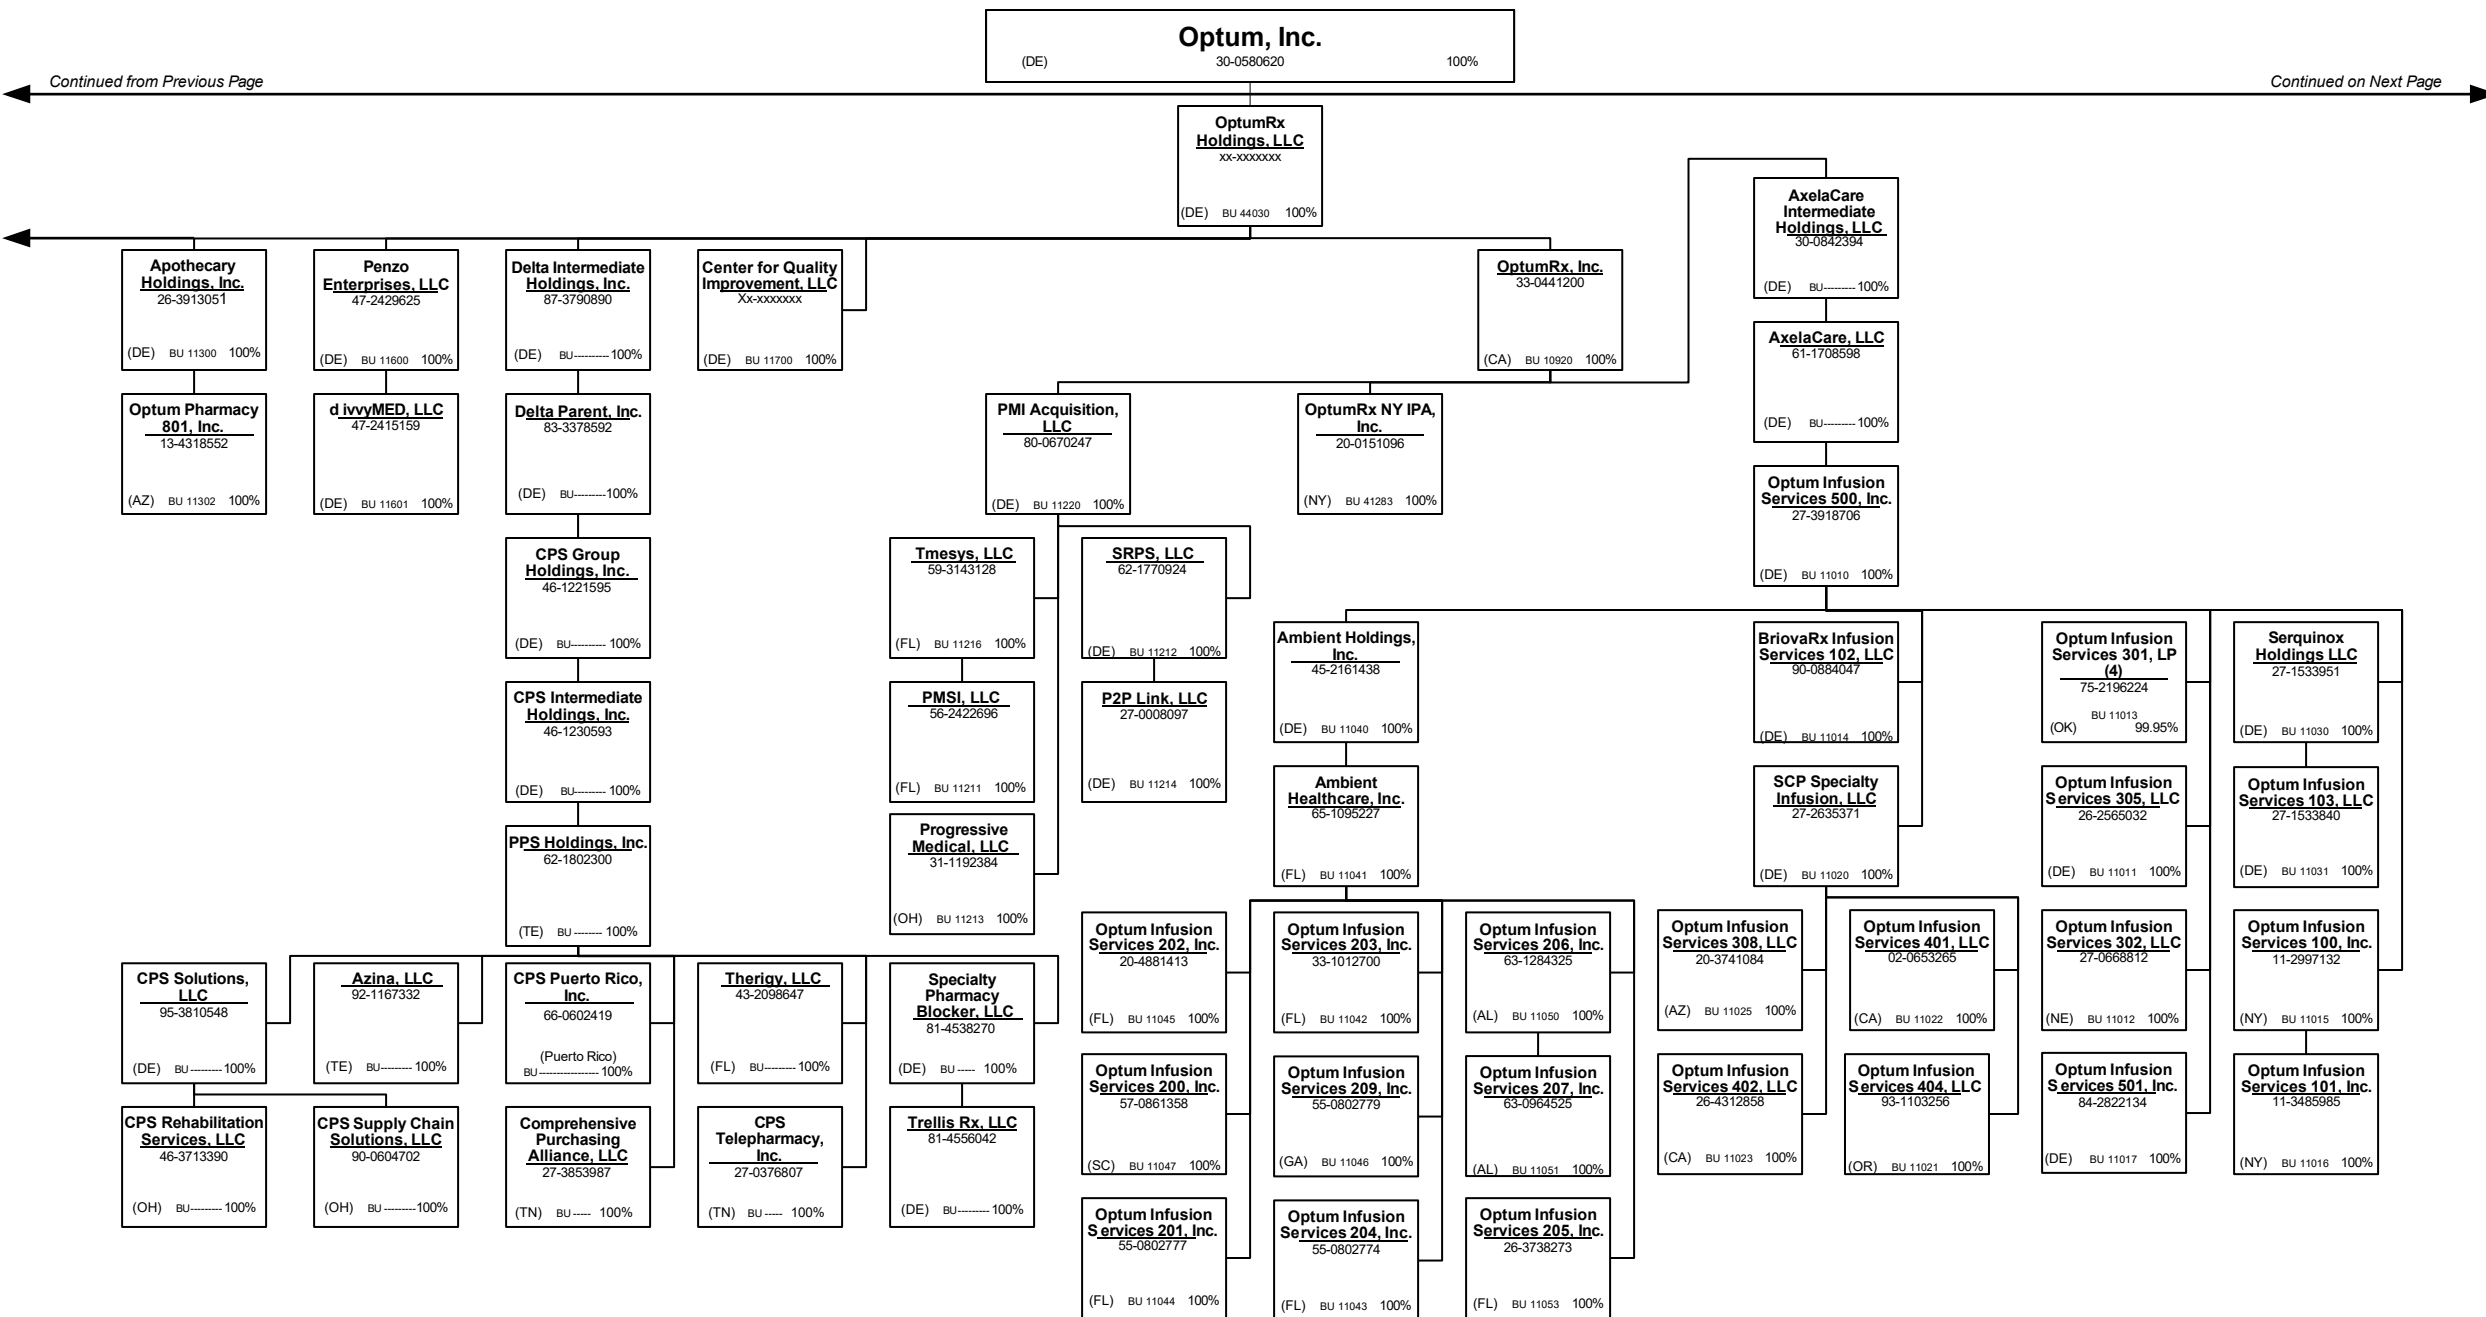 Optum, Inc.
(DE) 30-0580620 100%
Continued from Previous Page
Continued on Next Page
OptumRx
Holdings, LLC
xx-xxxxxxx
(DE) BU 44030 100%
AxelaCare
Intermediate
Holdings, LLC
30-0842394
(DE) BU--------- 100%
Apothecary
Holdings, Inc.
26-3913051
(DE) BU 11300 100%
Penzo
Enterprises, LLC
47-2429625
(DE) BU 11600 100%
Delta Intermediate
Holdings, Inc.
87-3790890
(DE) BU---------- 100%
Center for Quality
Improvement, LLC
Xx-xxxxxxx
(DE) BU 11700 100%
OptumRx, Inc.
33-0441200
(CA) BU 10920 100%
AxelaCare, LLC
61-1708598
(DE) BU--------- 100%
Optum Pharmacy
801, Inc.
13-4318552
(AZ) BU 11302 100%
d ivvyMED, LLC
47-2415159
(DE) BU 11601 100%
Delta Parent, Inc.
83-3378592
(DE) BU---------100%
PMI Acquisition,
LLC
80-0670247
(DE) BU 11220 100%
OptumRx NY IPA,
Inc.
20-0151096
(NY) BU 41283 100%
Optum Infusion
Services 500, Inc.
27-3918706
(DE) BU 11010 100%
CPS Group
Holdings, Inc.
46-1221595
(DE) BU---------- 100%
Tmesys, LLC
59-3143128
(FL) BU 11216 100%
SRPS, LLC
62-1770924
(DE) BU 11212 100%
Ambient Holdings,
Inc.
45-2161438
(DE) BU 11040 100%
BriovaRx Infusion
Services 102, LLC
90-0884047
(DE) BU 11014 100%
Optum Infusion
Services 301, LP
(4)
75-2196224
BU 11013
(OK) 99.95%
Serquinox
Holdings LLC
27-1533951
(DE) BU 11030 100%
CPS Intermediate
Holdings, Inc.
46-1230593
(DE) BU--------- 100%
PMSI, LLC
56-2422696
(FL) BU 11211 100%
P2P Link, LLC
27-0008097
(DE) BU 11214 100%
Ambient
Healthcare, Inc.
65-1095227
(FL) BU 11041 100%
SCP Specialty
Infusion, LLC
27-2635371
(DE) BU 11020 100%
Optum Infusion
Services 305, LLC
26-2565032
(DE) BU 11011 100%
Optum Infusion
Services 103, LLC
27-1533840
(DE) BU 11031 100%
PPS Holdings, Inc.
62-1802300
(TE) BU -------- 100%
Progressive
Medical, LLC
31-1192384
(OH) BU 11213 100%
Optum Infusion
Services 202, Inc.
20-4881413
(FL) BU 11045 100%
Optum Infusion
Services 203, Inc.
33-1012700
(FL) BU 11042 100%
Optum Infusion
Services 206, Inc.
63-1284325
(AL) BU 11050 100%
Optum Infusion
Services 308, LLC
20-3741084
(AZ) BU 11025 100%
Optum Infusion
Services 401, LLC
02-0653265
(CA) BU 11022 100%
Optum Infusion
Services 302, LLC
27-0668812
(NE) BU 11012 100%
Optum Infusion
Services 100, Inc.
11-2997132
(NY) BU 11015 100%
CPS Solutions,
LLC
95-3810548
(DE) BU--------- 100%
Azina, LLC
92-1167332
(TE) BU--------- 100%
CPS Puerto Rico,
Inc.
66-0602419
(Puerto Rico)
BU----------------- 100%
Therigy, LLC
43-2098647
(FL) BU--------- 100%
Specialty
Pharmacy
Blocker, LLC
81-4538270
(DE) BU ----- 100%
Optum Infusion
Services 200, Inc.
57-0861358
(SC) BU 11047 100%
Optum Infusion
Services 209, Inc.
55-0802779
(GA) BU 11046 100%
Optum Infusion
Services 207, Inc.
63-0964525
(AL) BU 11051 100%
Optum Infusion
Services 402, LLC
26-4312858
(CA) BU 11023 100%
Optum Infusion
Services 404, LLC
93-1103256
(OR) BU 11021 100%
Optum Infusion
Services 501, Inc.
84-2822134
(DE) BU 11017 100%
Optum Infusion
Services 101, Inc.
11-3485985
(NY) BU 11016 100%
CPS Rehabilitation
Services, LLC
46-3713390
(OH) BU--------- 100%
CPS Supply Chain
Solutions, LLC
90-0604702
(OH) BU ---------100%
Comprehensive
Purchasing
Alliance, LLC
27-3853987
(TN) BU ----- 100%
CPS
Telepharmacy,
Inc.
27-0376807
(TN) BU ----- 100%
Trellis Rx, LLC
81-4556042
(DE) BU--------- 100%
Optum Infusion
Services 201, Inc.
55-0802777
(FL) BU 11044 100%
Optum Infusion
Services 204, Inc.
55-0802774
(FL) BU 11043 100%
Optum Infusion
Services 205, Inc.
26-3738273
(FL) BU 11053 100%